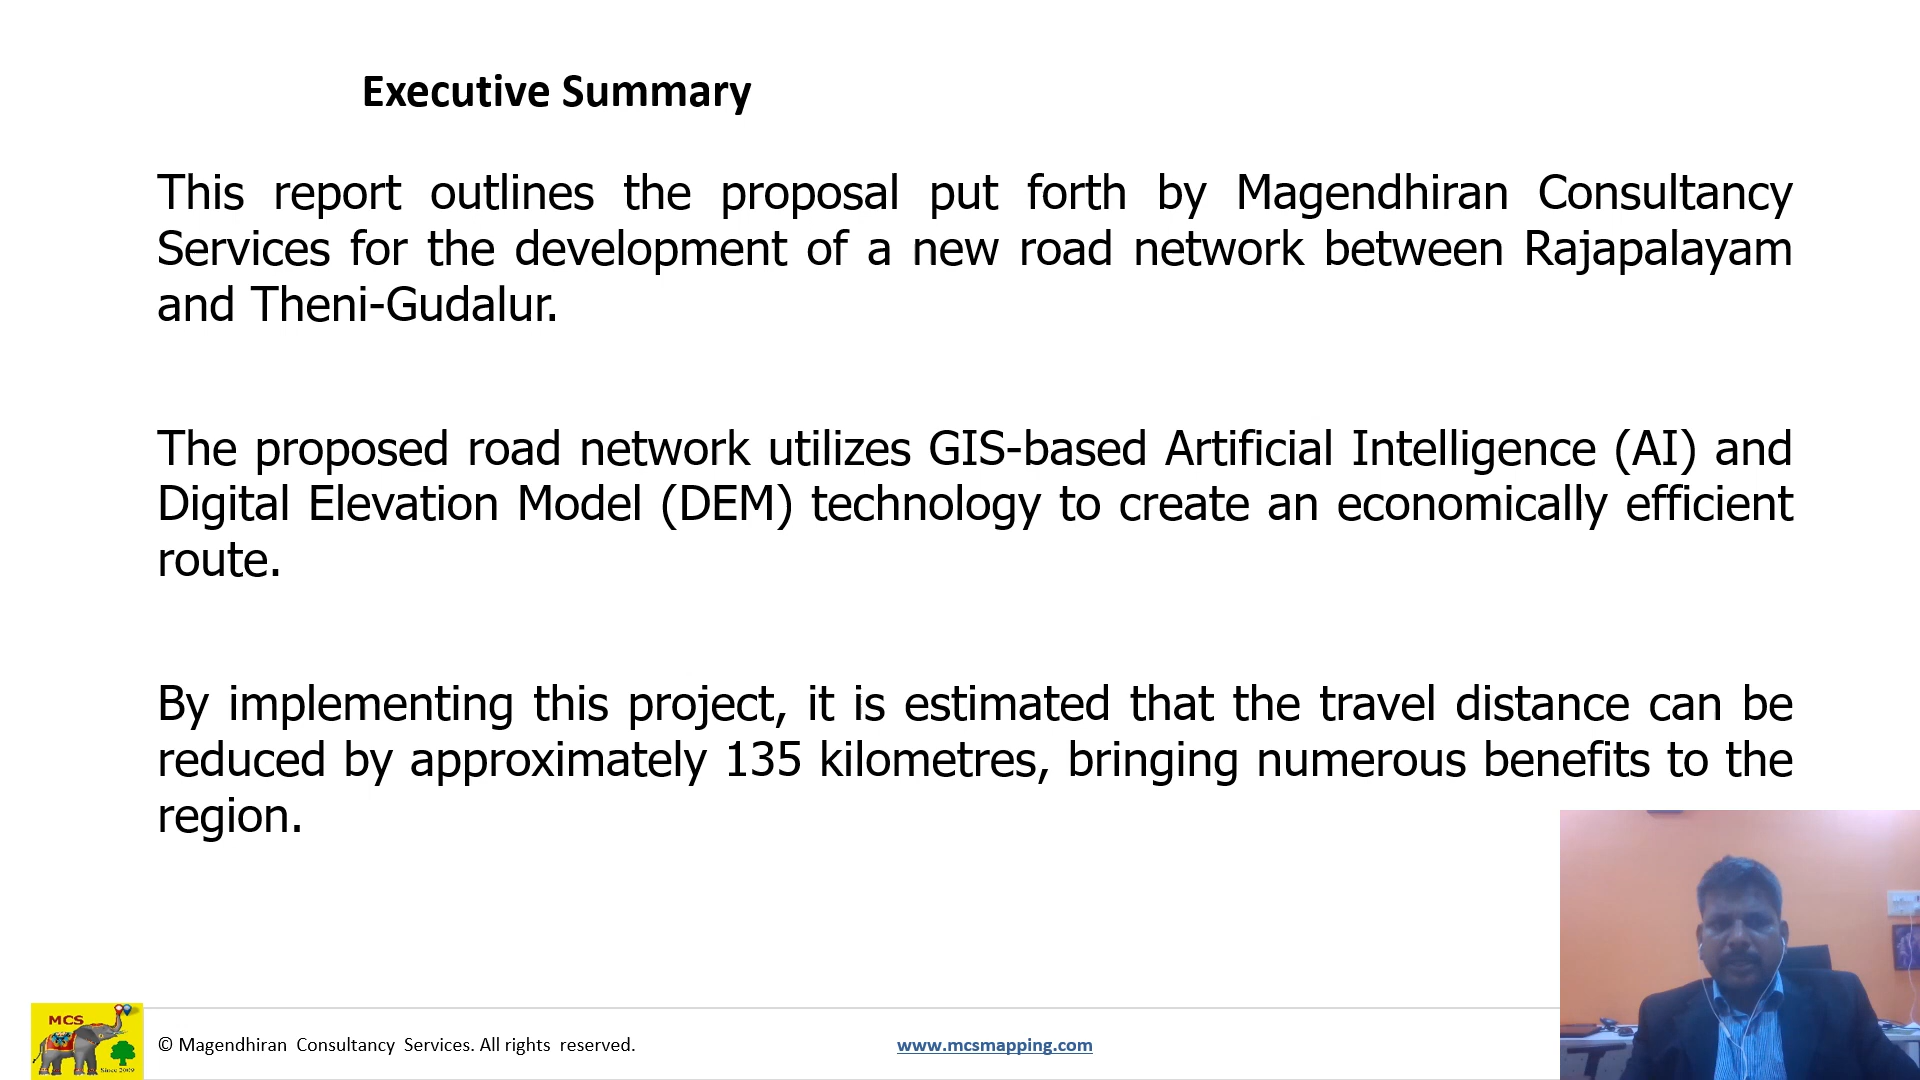 Executive Summary
This report outlines the proposal put forth by Magendhiran Consultancy
Services for the development of a new road network between Rajapalayam
and Theni-Gudalur.
The proposed road network utilizes GIS-based Artificial Intelligence (AI) and
Digital Elevation Model (DEM) technology to create an economically efficient
route.
By implementing this project, it is estimated that the travel distance can be
reduced by approximately 135 kilometres, bringing numerous benefits to the
region.
MCS
Since 2009
© Magendhiran Consultancy Services. All rights reserved.
www.mcsmapping.com